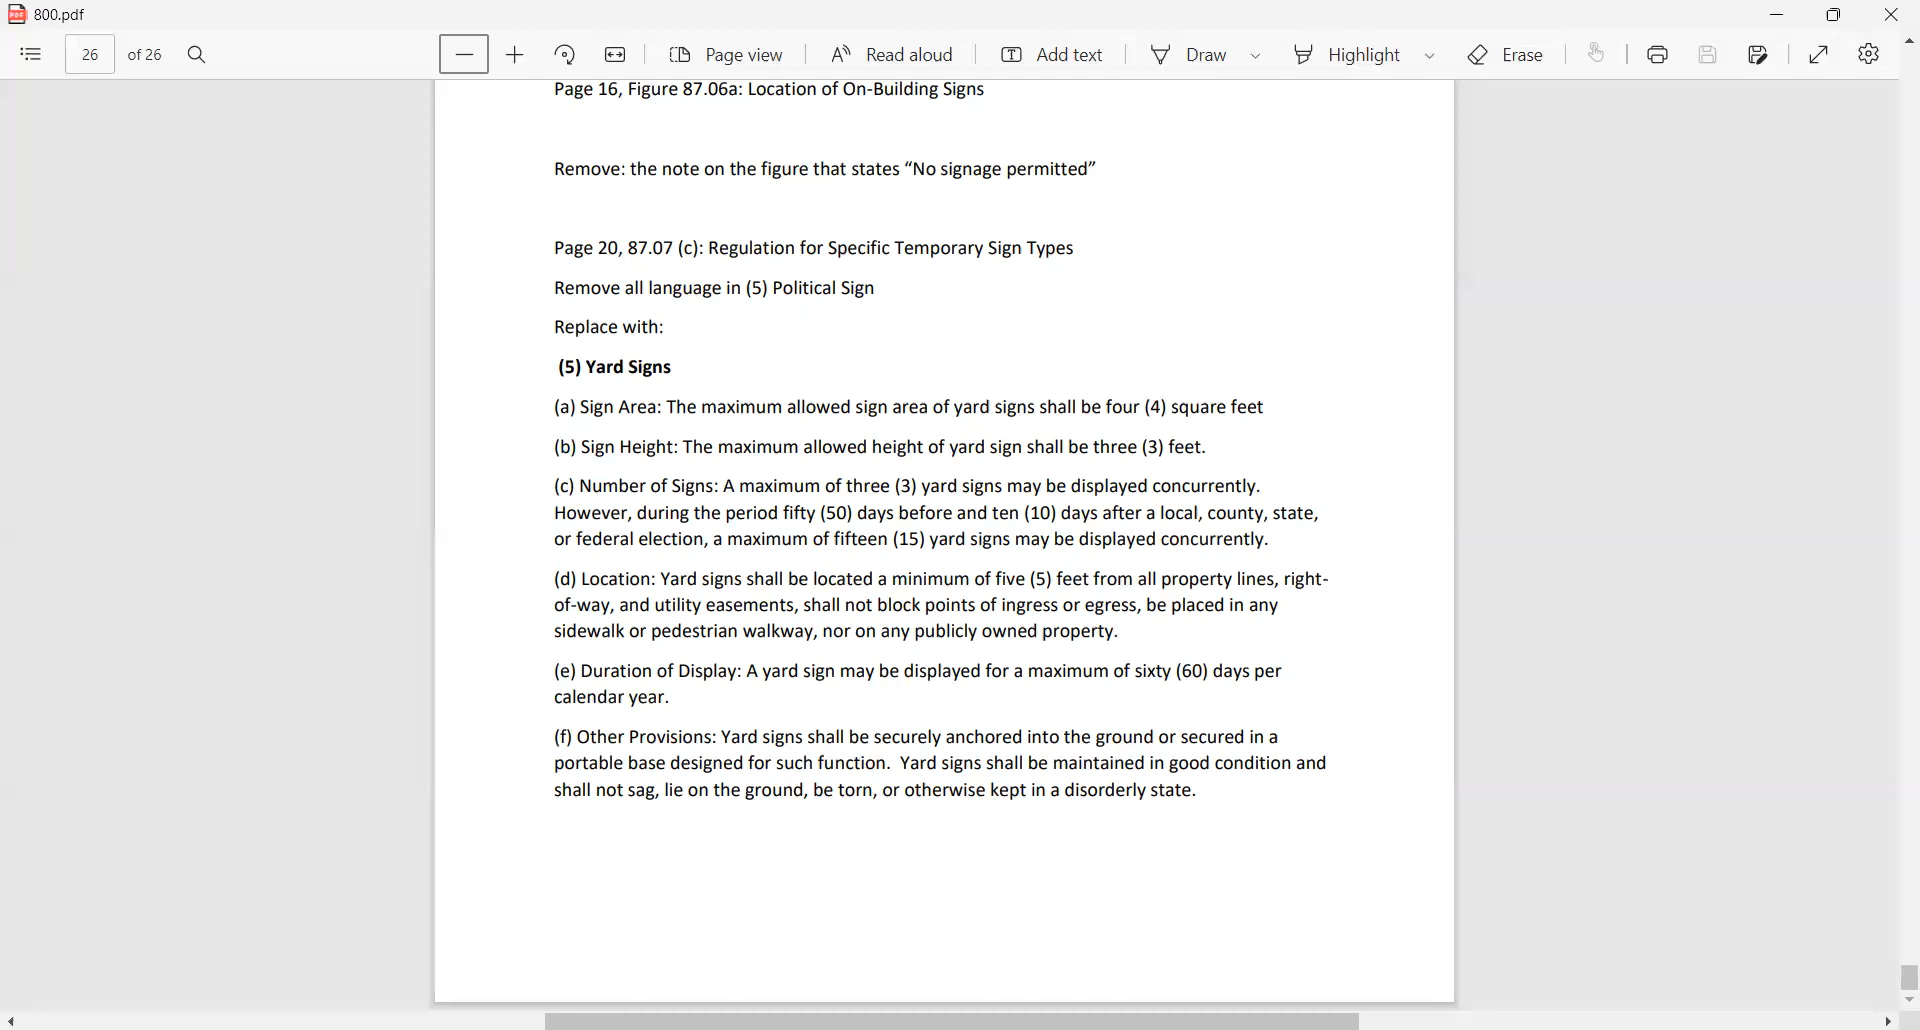 800.pdf
26 of 26 Page view Read aloud Add text Draw Highlight Erase
Page 16, Figure 87.06a: Location of On-Building Signs
Remove: the note on the figure that states “No signage permitted”
Page 20, 87.07 (c): Regulation for Specific Temporary Sign Types
Remove all language in (5) Political Sign
Replace with:
(5) Yard Signs
(a) Sign Area: The maximum allowed sign area of yard signs shall be four (4) square feet
(b) Sign Height: The maximum allowed height of yard sign shall be three (3) feet.
(c) Number of Signs: A maximum of three (3) yard signs may be displayed concurrently.
However, during the period fifty (50) days before and ten (10) days after a local, county, state,
or federal election, a maximum of fifteen (15) yard signs may be displayed concurrently.
(d) Location: Yard signs shall be located a minimum of five (5) feet from all property lines, right-
of-way, and utility easements, shall not block points of ingress or egress, be placed in any
sidewalk or pedestrian walkway, nor on any publicly owned property.
(e) Duration of Display: A yard sign may be displayed for a maximum of sixty (60) days per
calendar year.
(f) Other Provisions: Yard signs shall be securely anchored into the ground or secured in a
portable base designed for such function.  Yard signs shall be maintained in good condition and
shall not sag, lie on the ground, be torn, or otherwise kept in a disorderly state.